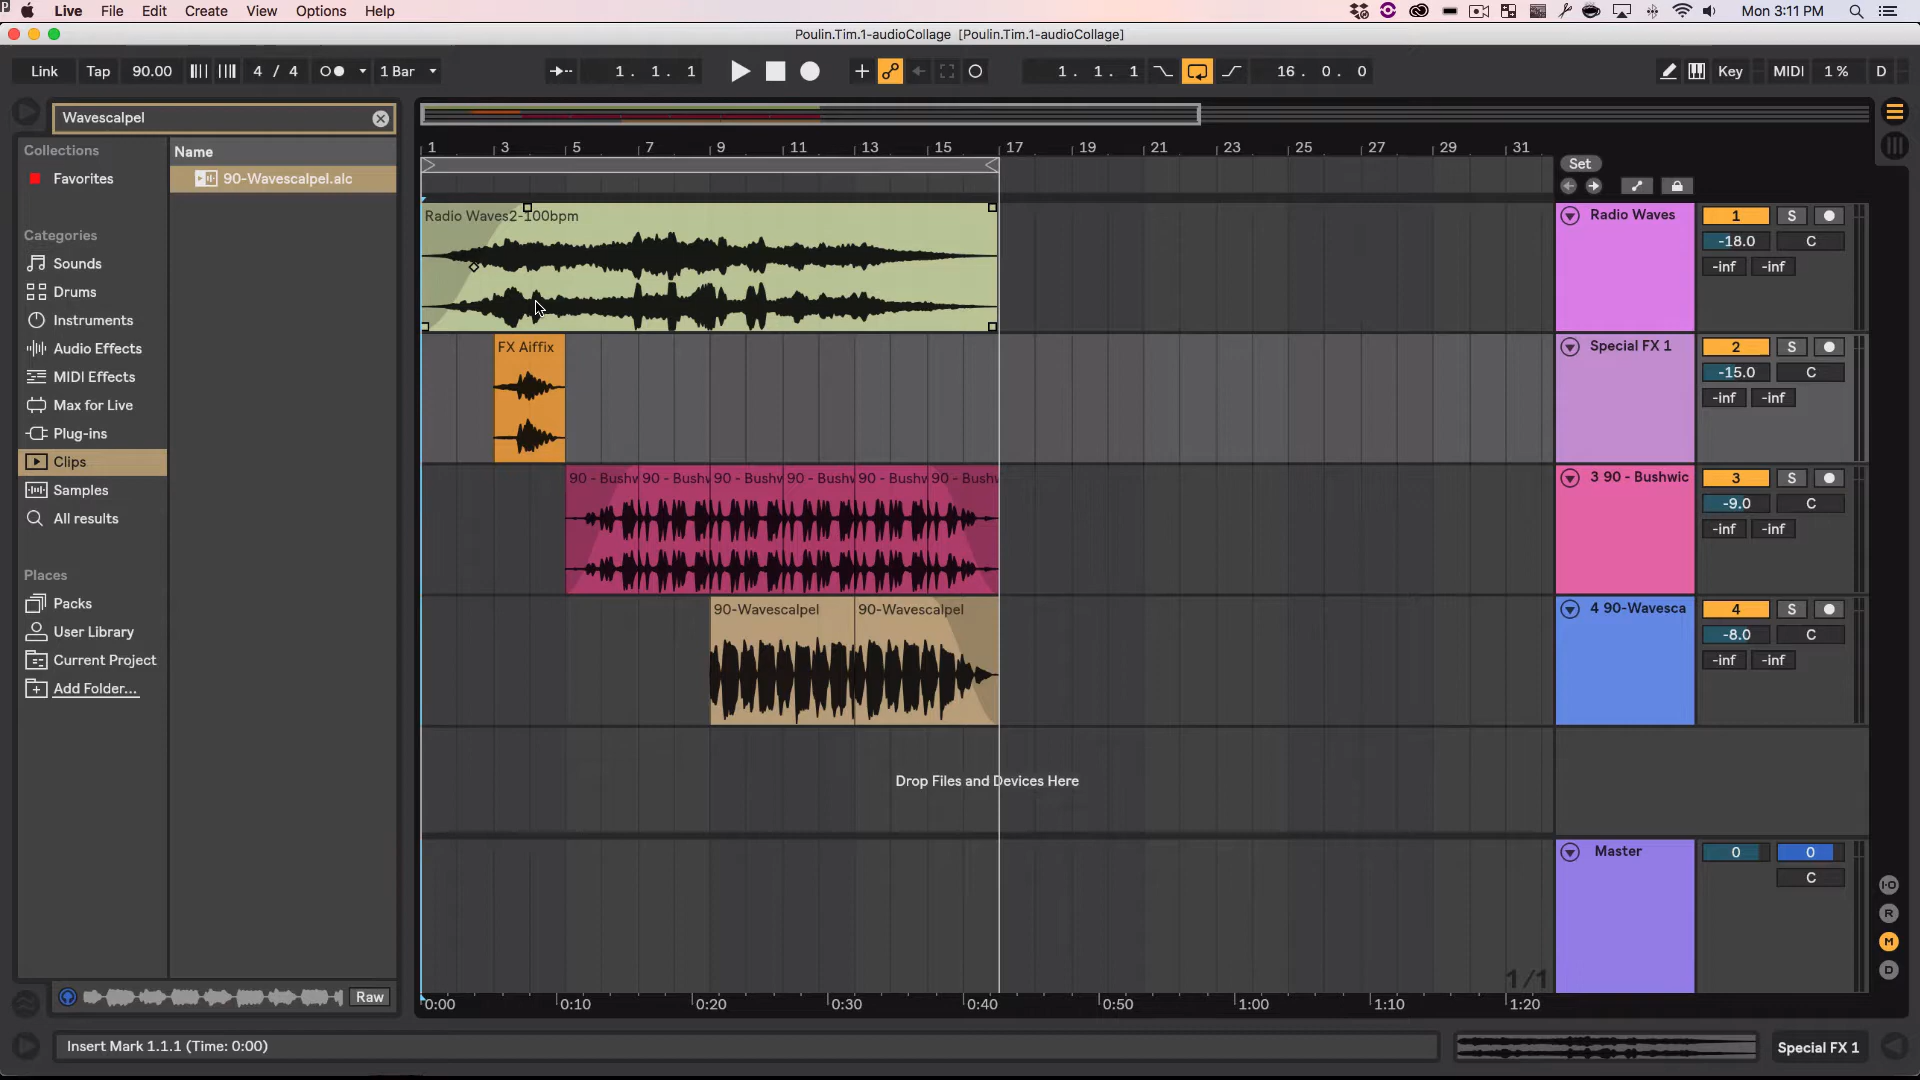 Live File Edit Create View Options Help Mon 3:11 PM
Poulin.Tim.1-audioCollage [Poulin.Tim.1-audioCollage]
Link Tap 90.00 4 / 4 1 Bar 1. 1. 1 1. 1. 1 16. 0. 0 Key MIDI 1 % D
Wavescalpel
Collections
Favorites
Categories
Sounds
Drums
Instruments
Audio Effects
MIDI Effects
Max for Live
Plug-ins
Clips
Samples
All results
Places
Packs
User Library
Current Project
Add Folder...
Raw
Name
90-Wavescalpel.alc
1 3 5 7 9 11 13 15 17 19 21 23 25 27 29 31
Set
Radio Waves2-100bpm
Radio Waves 1 S
-18.0 C
-inf -inf
FX Aiffix
Special FX 1 2 S
-15.0 C
-inf -inf
90 - Bushw 90 - Bushw 90 - Bushw 90 - Bushw 90 - Bushw 90 - Bushw
3 90 - Bushwic 3 S
-9.0 C
-inf -inf
90-Wavescalpel 90-Wavescalpel
4 90-Wavesca 4 S
-8.0 C
-inf -inf
Drop Files and Devices Here
Master 0 0
C
I·O
R
M
D
1/1
0:00 0:10 0:20 0:30 0:40 0:50 1:00 1:10 1:20
Insert Mark 1.1.1 (Time: 0:00)
Special FX 1